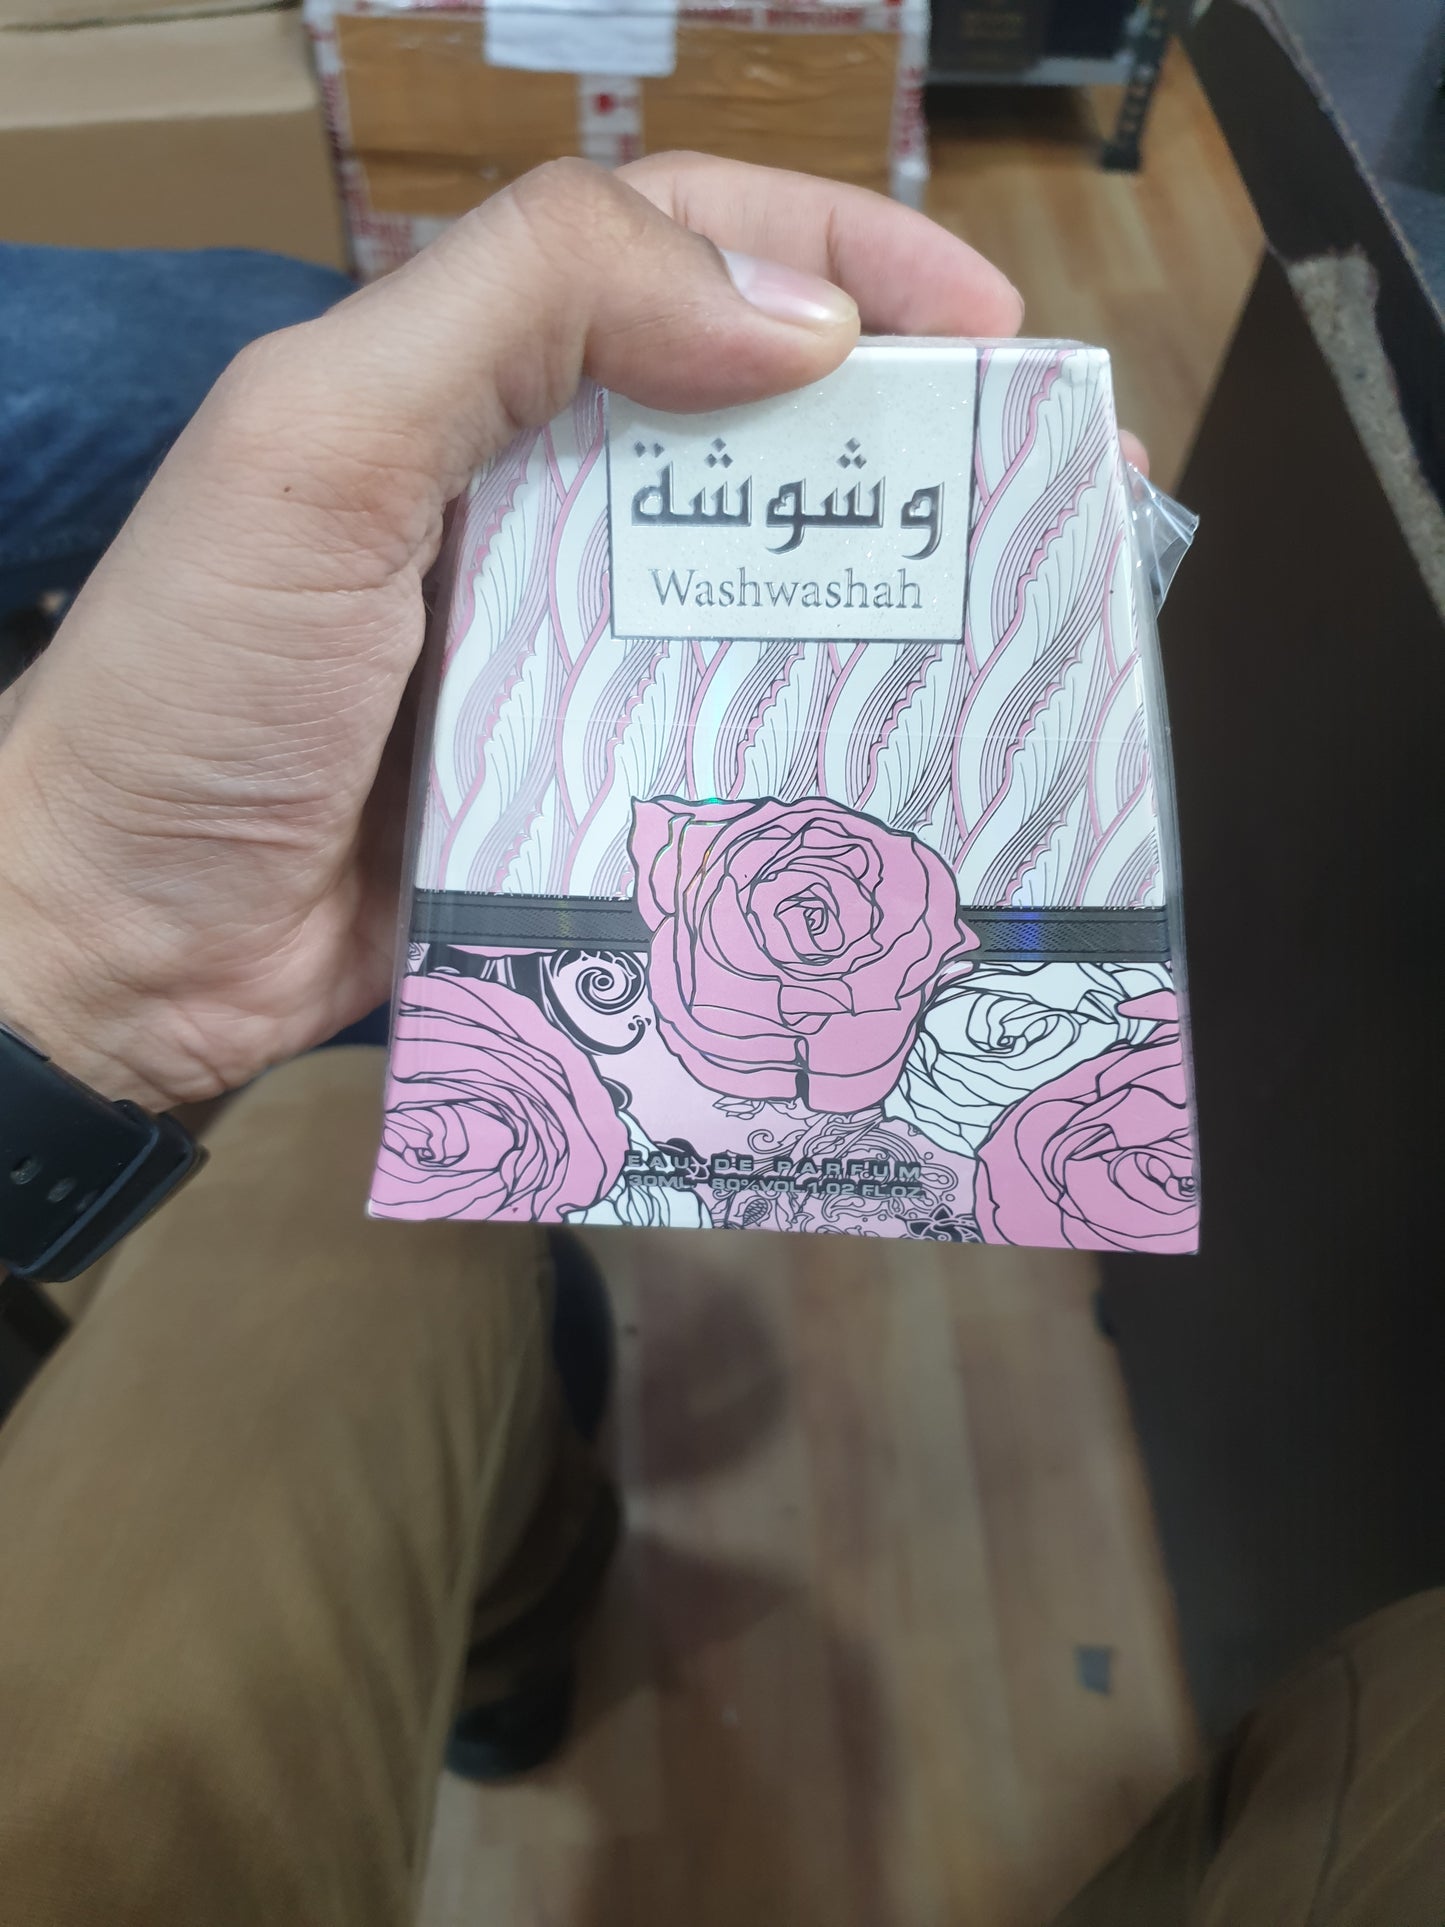 وشوشة
Washwashah
EAU DE PARFUM
30ML 80% VOL 1.02 FL OZ.